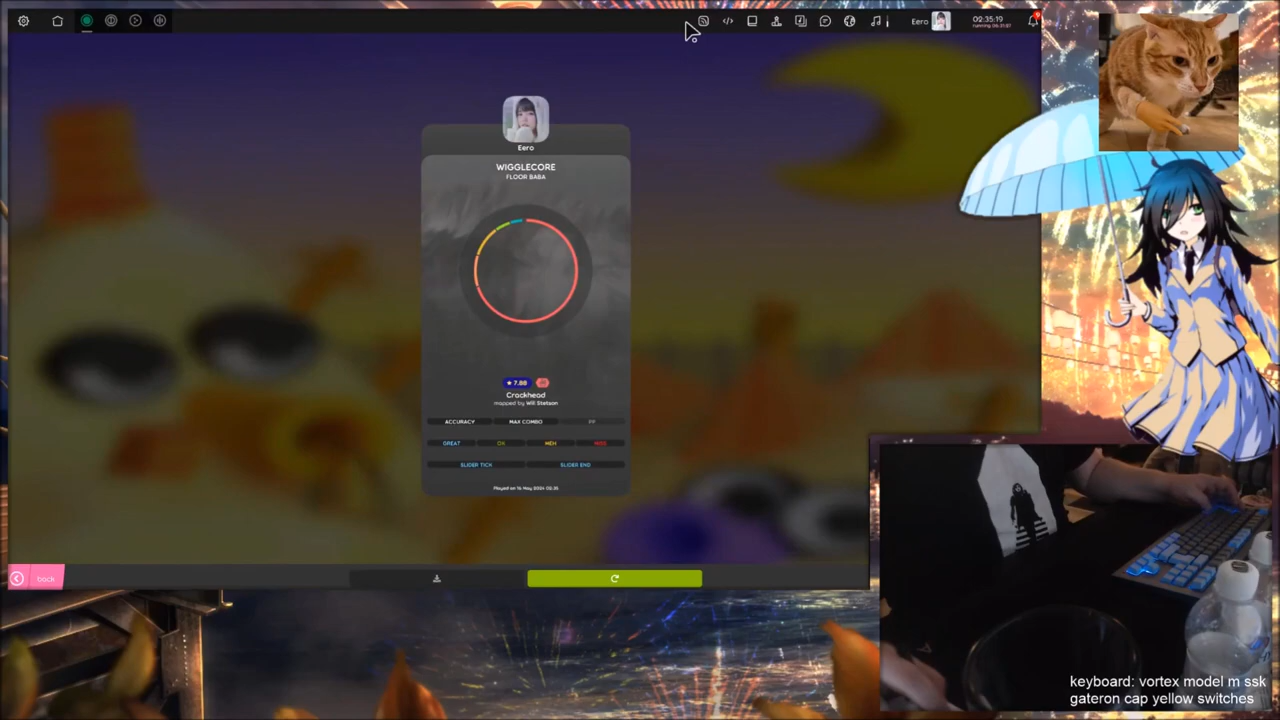 Eero
02:35:19
Eero
WIGGLECORE
FLOOR BABA
★ 7.88
Crackhead
mapped by Will Stetson
ACCURACY MAX COMBO PP
GREAT OK MEH MISS
SLIDER TICK SLIDER END
Played on 14 May 2024 02.35
back
keyboard: vortex model m ssk
gateron cap yellow switches